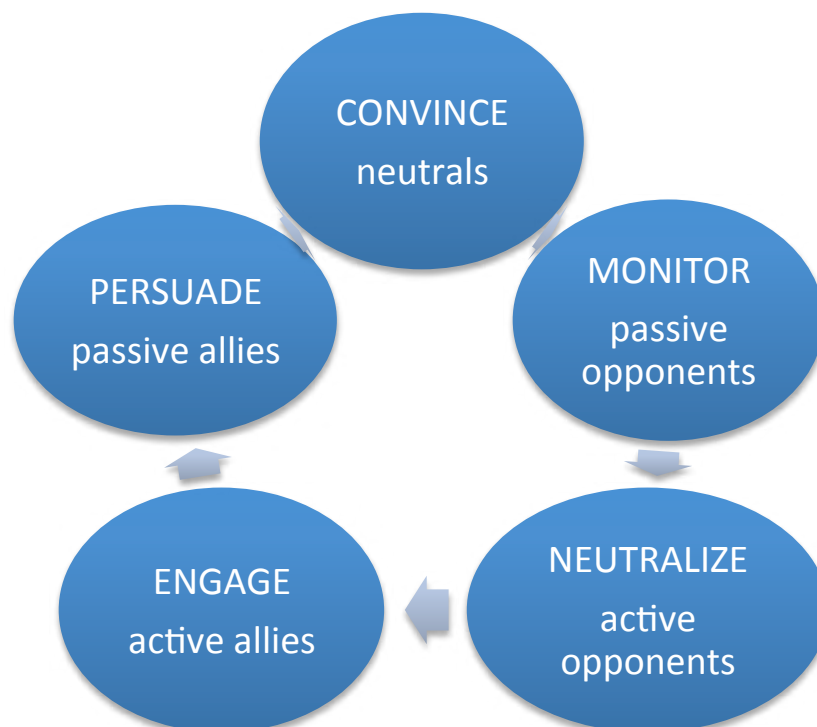 CONVINCE
neutrals
MONITOR
passive
opponents
NEUTRALIZE
active
opponents
ENGAGE
active allies
PERSUADE
passive allies